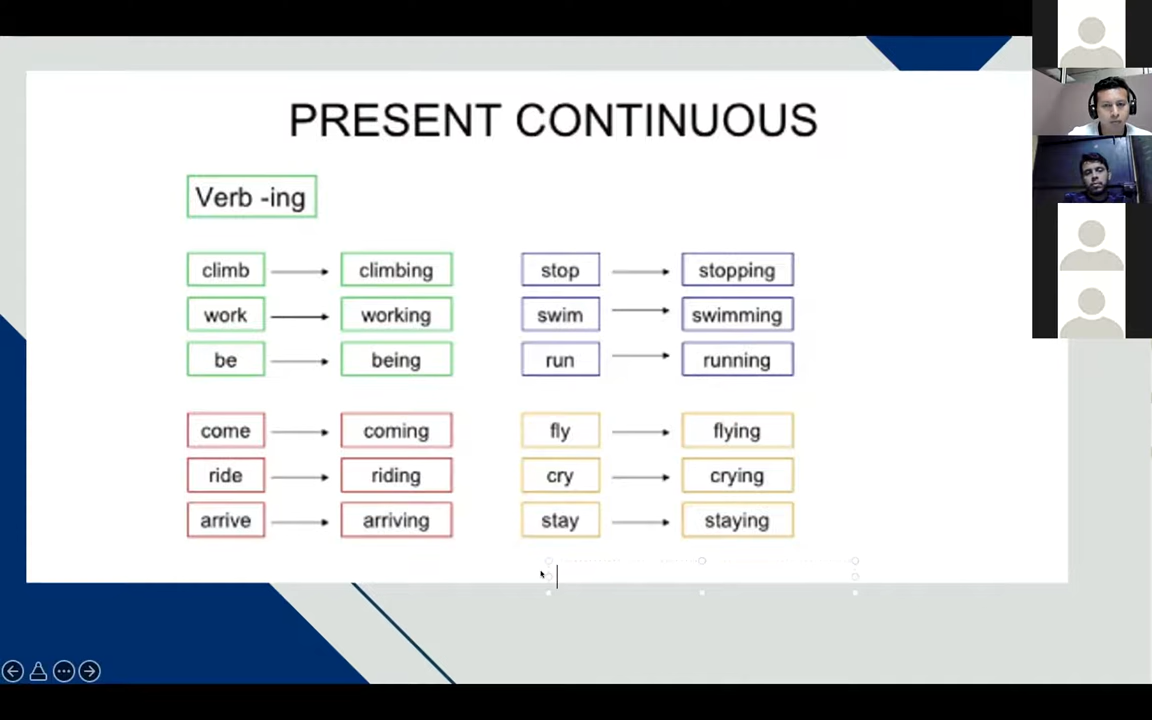 PRESENT CONTINUOUS
Verb -ing
climb climbing stop stopping
work working swim swimming
be being run running
come coming fly flying
ride riding cry crying
arrive arriving stay staying